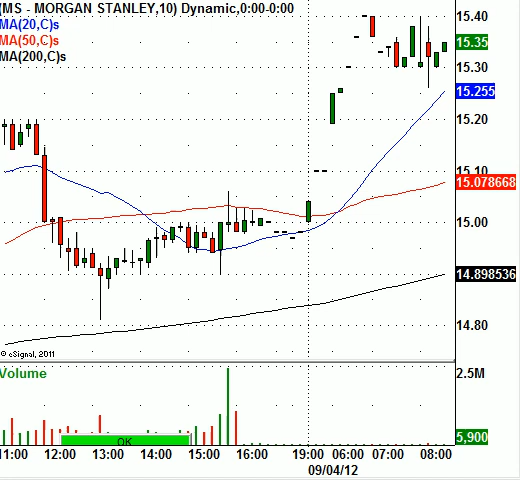 (MS - MORGAN STANLEY,10) Dynamic,0:00-0:00
MA(20,C)s
MA(50,C)s
MA(200,C)s
15.40
15.35
15.30
15.255
15.20
15.10
15.078668
15.00
14.898536
14.80
© eSignal, 2011
Volume
2.5M
5,900
OK
11:00 12:00 13:00 14:00 15:00 16:00 19:00 06:00 07:00 08:00
09/04/12